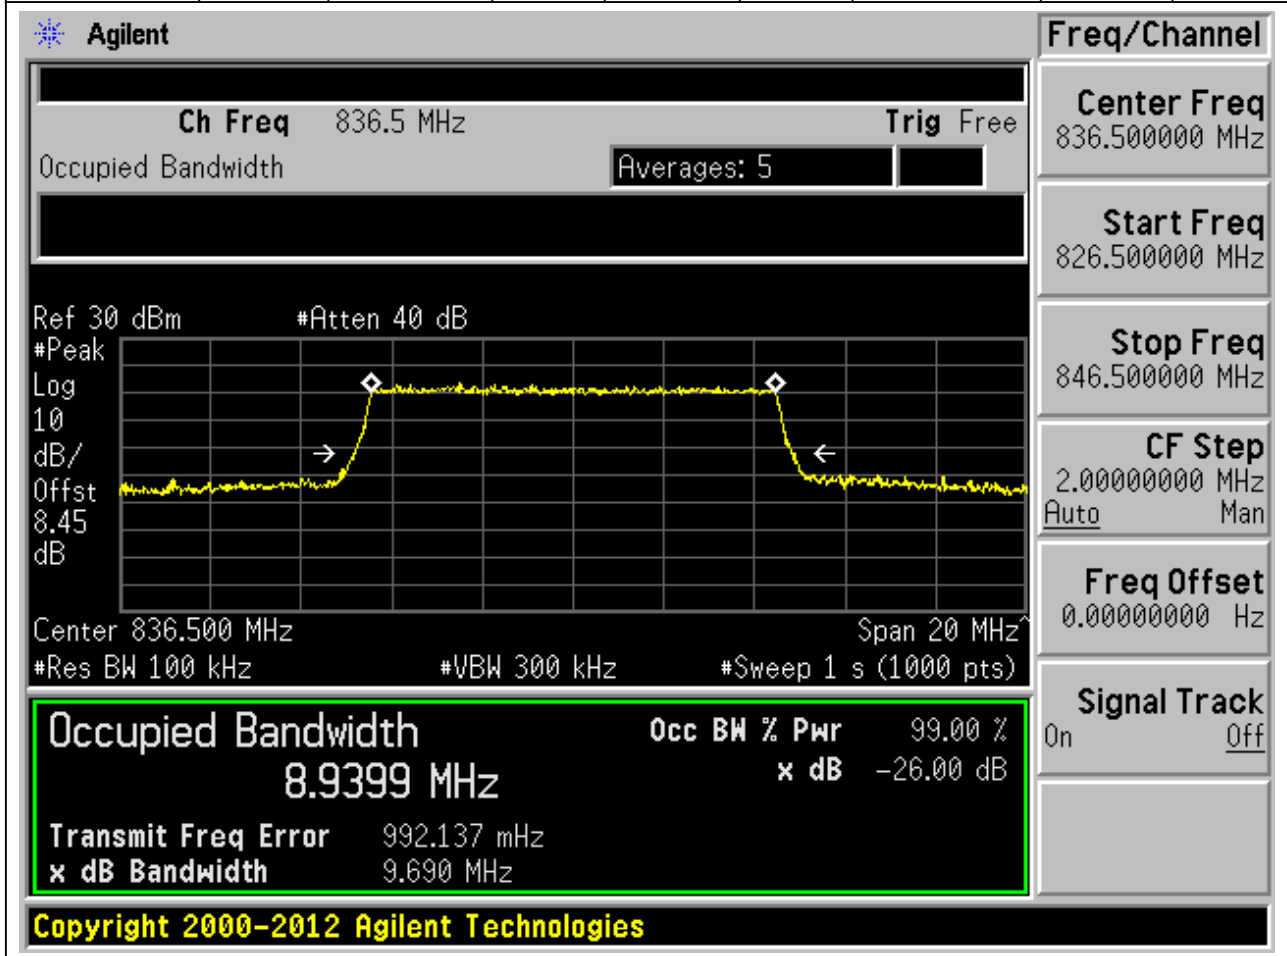 Agilent
Freq/Channel
Ch Freq 836.5 MHz Trig Free
Occupied Bandwidth Averages: 5
Center Freq
836.500000 MHz
Start Freq
826.500000 MHz
Ref 30 dBm #Atten 40 dB
#Peak
Log
10
dB/
Offst
8.45
dB
Stop Freq
846.500000 MHz
CF Step
2.00000000 MHz
Auto Man
Freq Offset
0.00000000 Hz
Center 836.500 MHz Span 20 MHz^
#Res BW 100 kHz #VBW 300 kHz #Sweep 1 s (1000 pts)
Signal Track
On Off
Occupied Bandwidth Occ BW % Pwr 99.00 %
8.9399 MHz x dB -26.00 dB
Transmit Freq Error 992.137 mHz
x dB Bandwidth 9.690 MHz
Copyright 2000-2012 Agilent Technologies